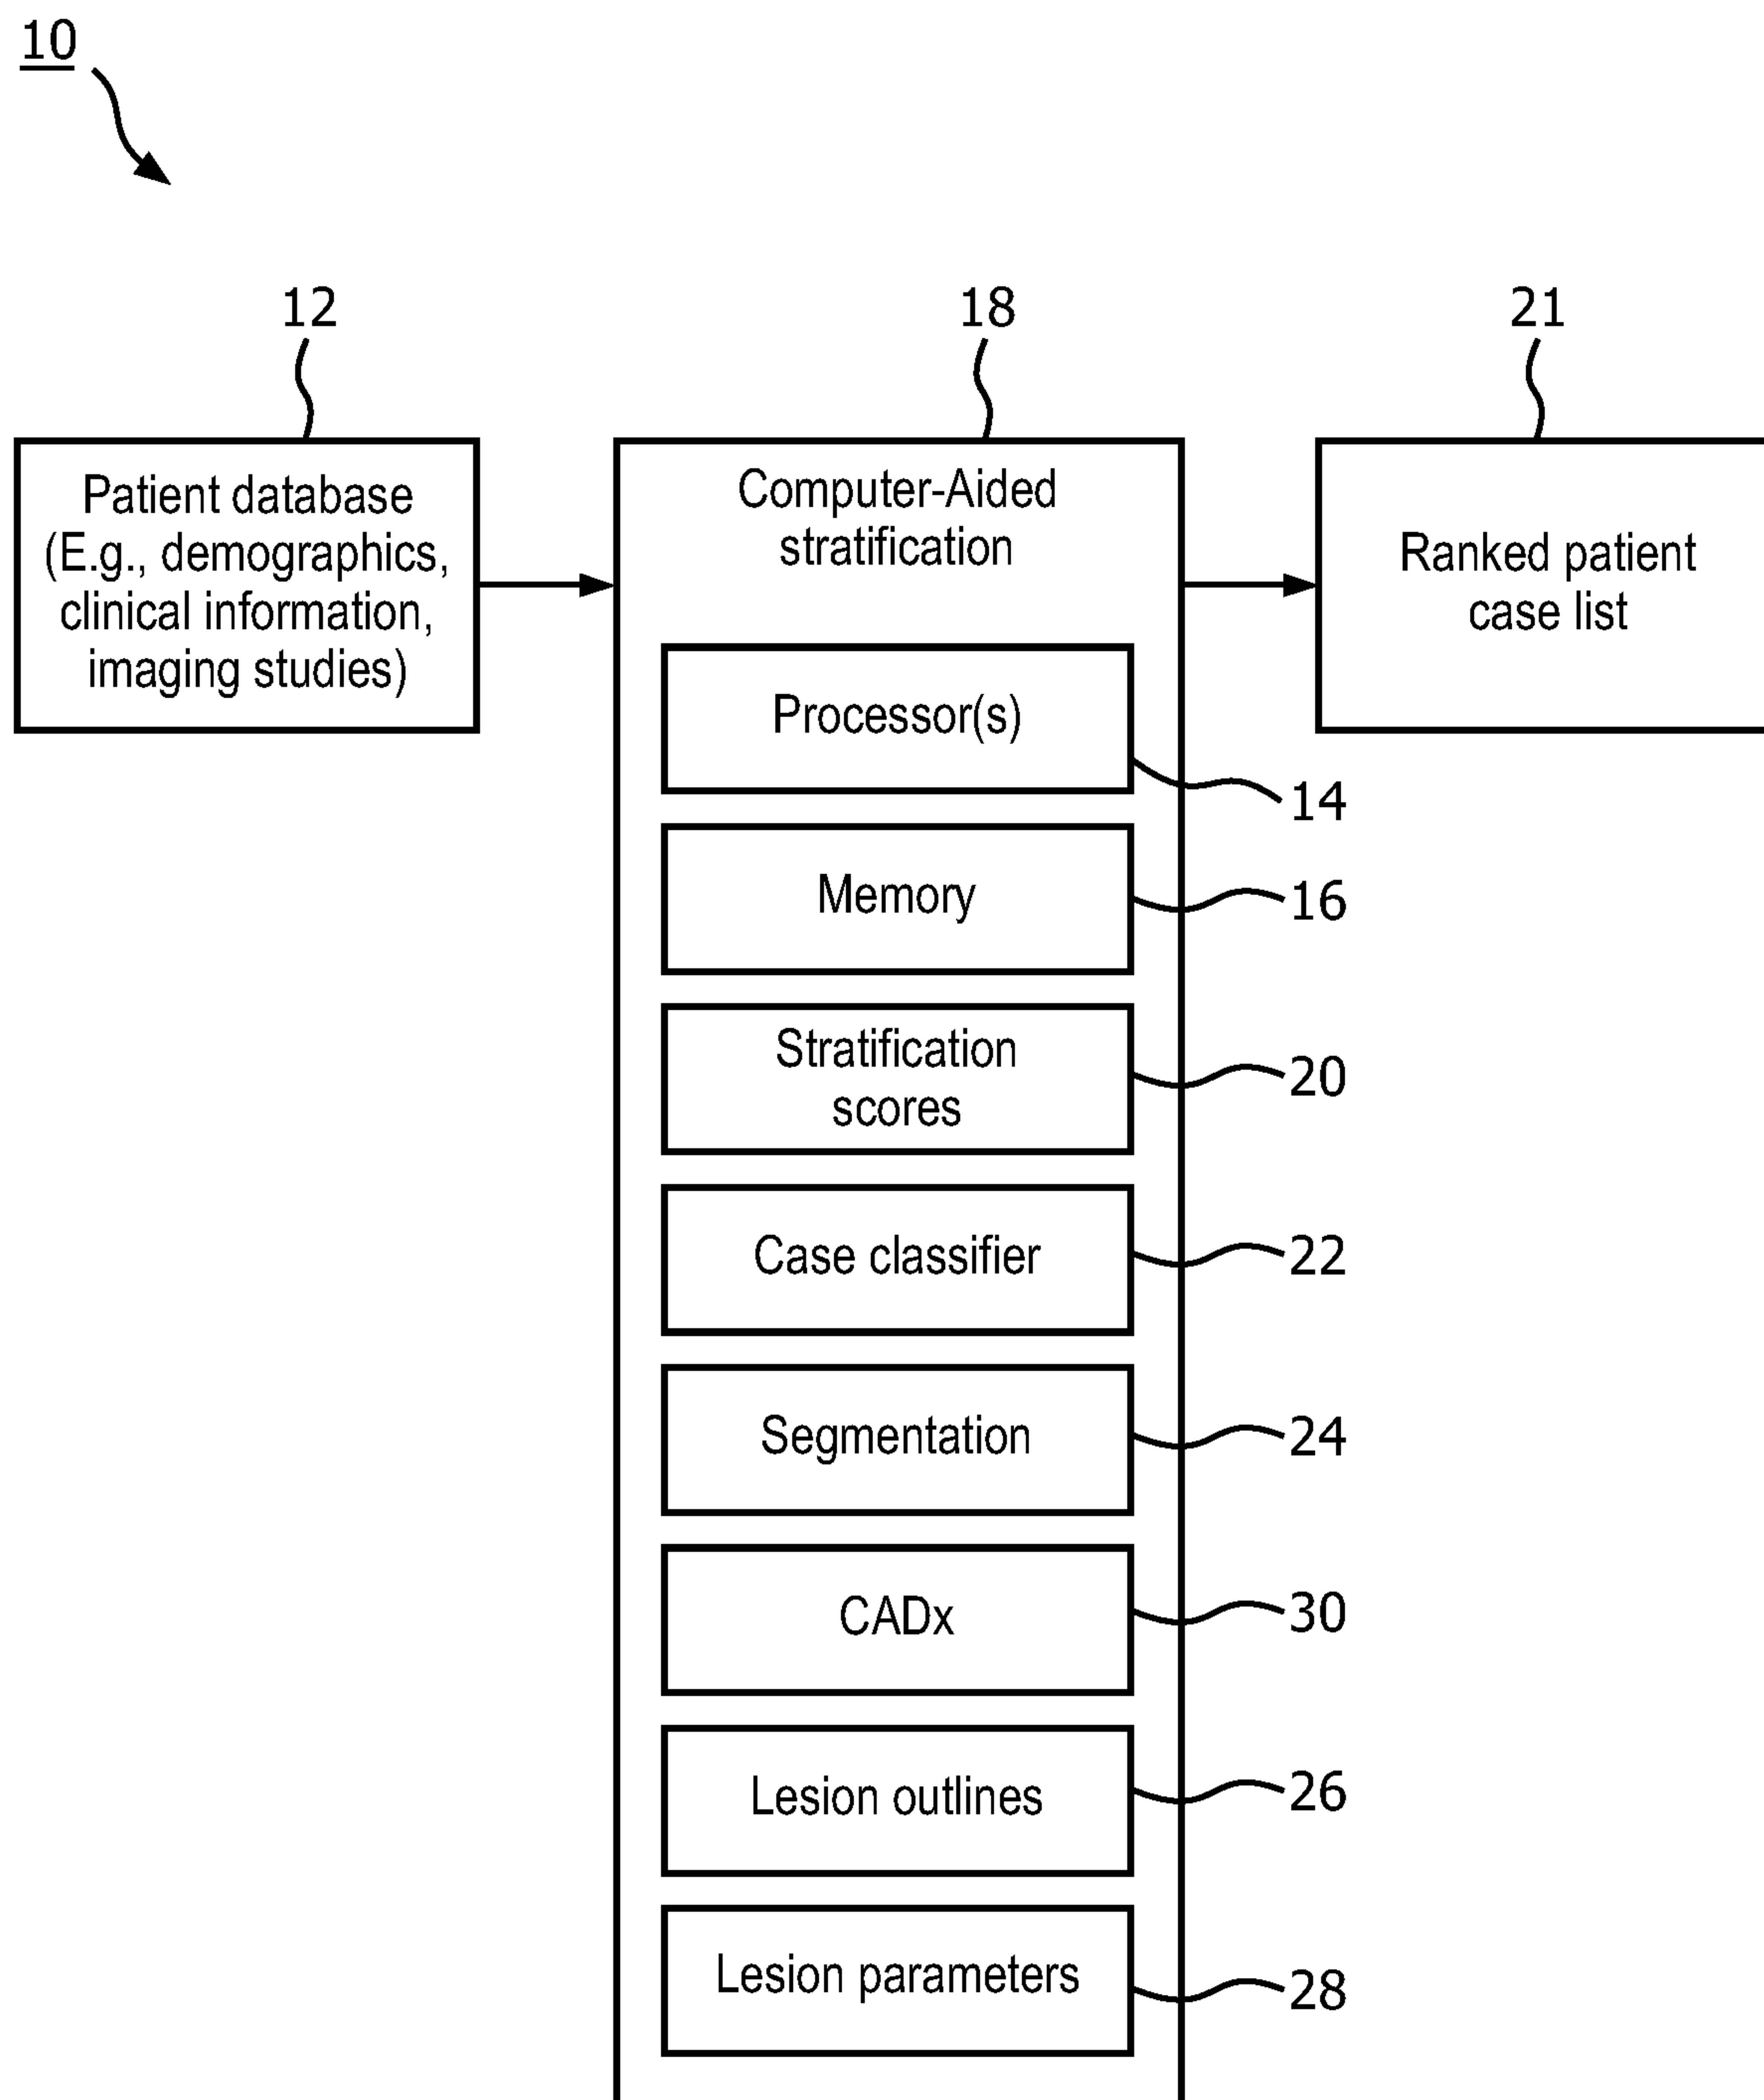 10
12
18
21
Patient database
(E.g., demographics,
clinical information,
imaging studies)
Computer-Aided
stratification
Ranked patient
case list
Processor(s)
14
Memory
16
Stratification
scores
20
Case classifier
22
Segmentation
24
CADx
30
Lesion outlines
26
Lesion parameters
28